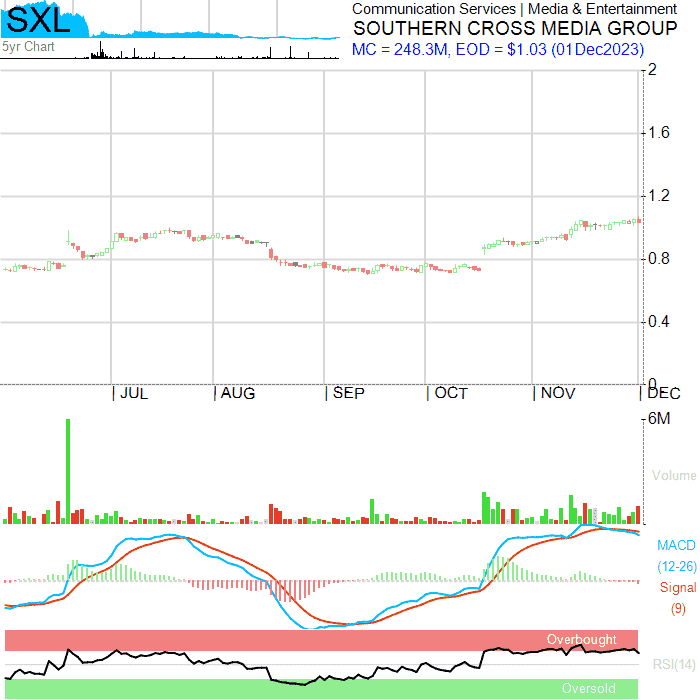 SXL
5yr Chart
Communication Services | Media & Entertainment
SOUTHERN CROSS MEDIA GROUP
MC = 248.3M, EOD = $1.03 (01Dec2023)
2
1.6
1.2
0.8
0.4
0
JUL AUG SEP OCT NOV DEC
6M
Volume
MACD
(12-26)
Signal
(9)
Overbought
RSI(14)
Oversold